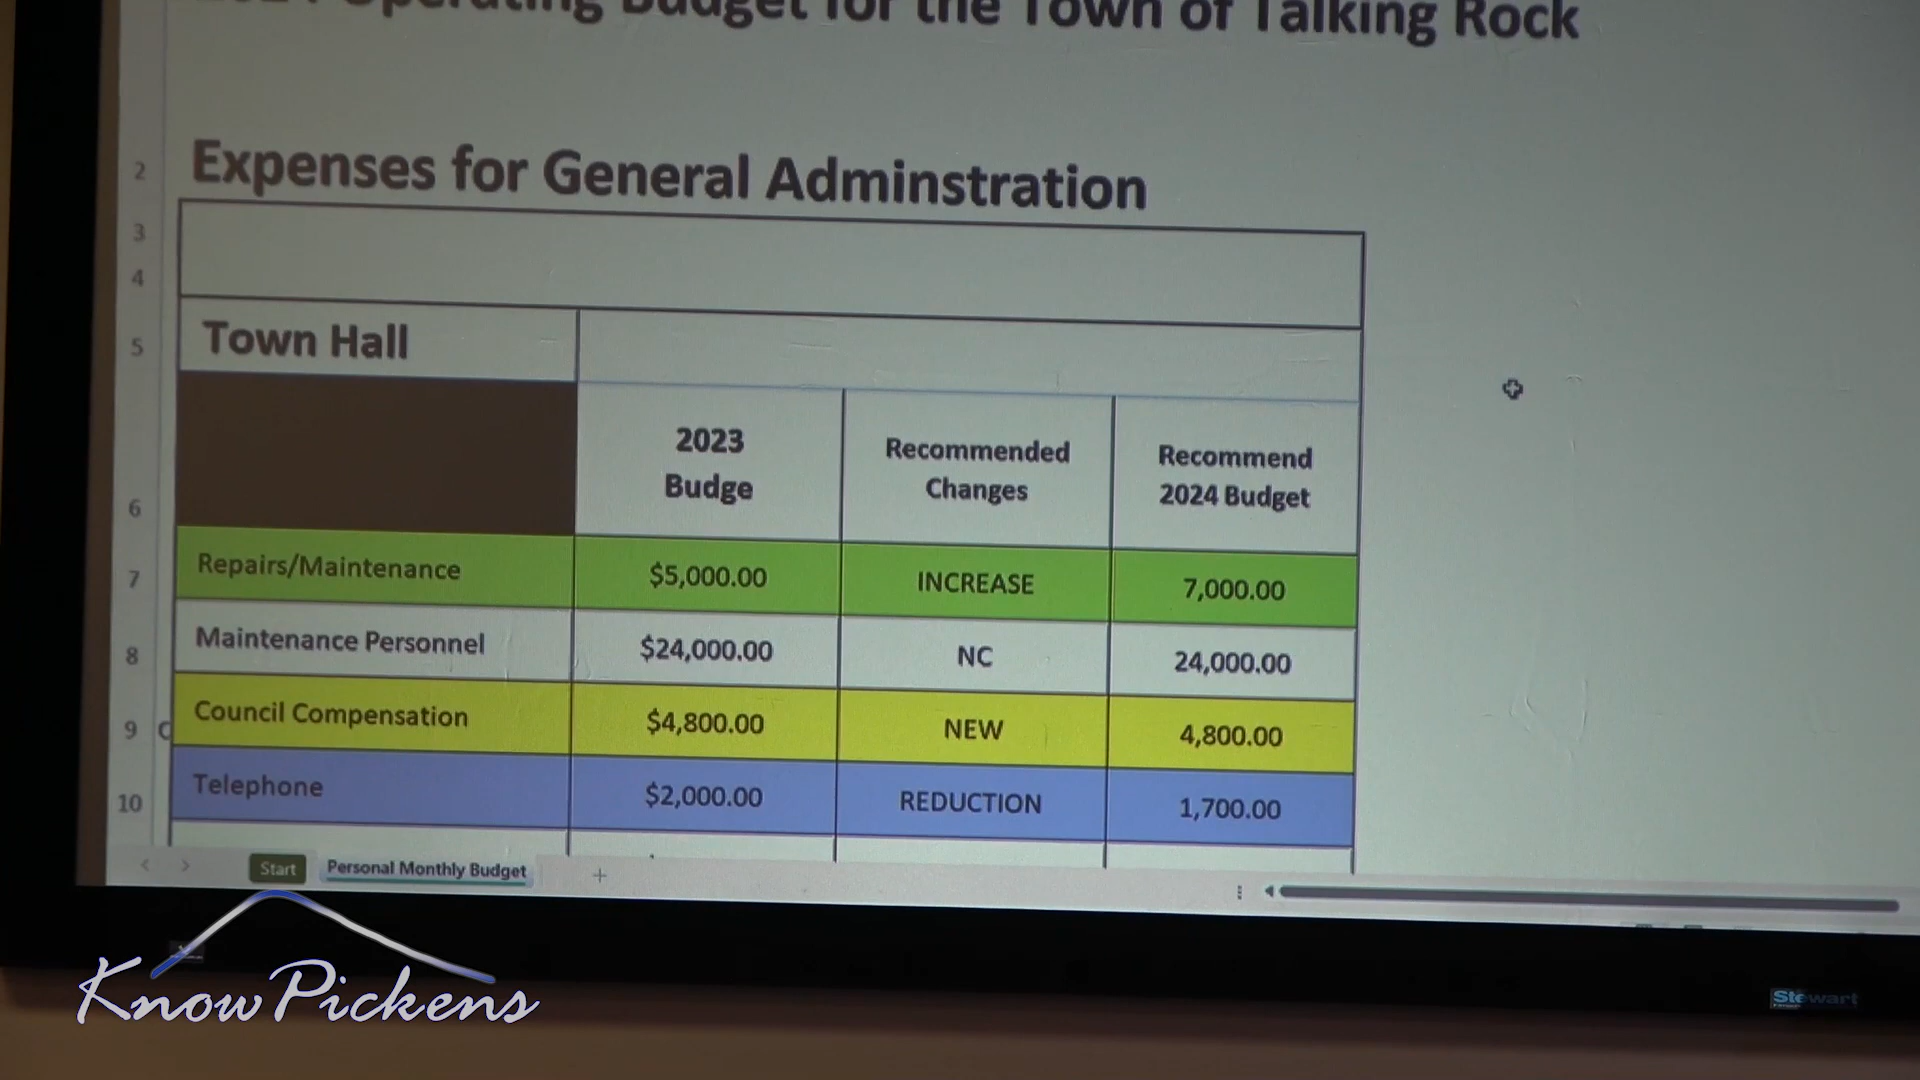 Operating Budget for the Town of Talking Rock
2 Expenses for General Adminstration
3
4
5 Town Hall
6 2023 Budge Recommended Changes Recommend 2024 Budget
7 Repairs/Maintenance $5,000.00 INCREASE 7,000.00
8 Maintenance Personnel $24,000.00 NC 24,000.00
9 Council Compensation $4,800.00 NEW 4,800.00
10 Telephone $2,000.00 REDUCTION 1,700.00
Start Personal Monthly Budget +
KnowPickens
Stewart